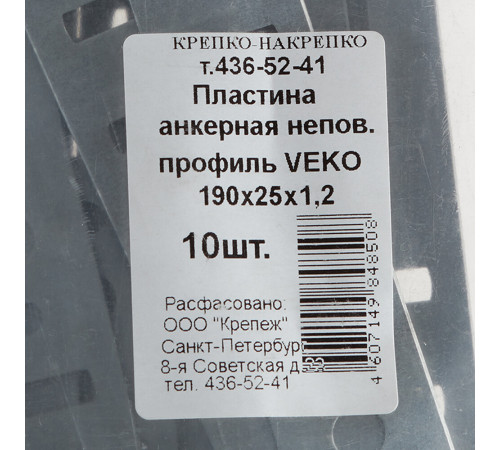 КРЕПКО-НАКРЕПКО
т.436-52-41
Пластина
анкерная непов.
профиль VEKO
190х25х1,2
10шт.
Расфасовано:
ООО "Крепеж"
Санкт-Петербург
8-я Советская д.53
тел. 436-52-41
4 607149 848508